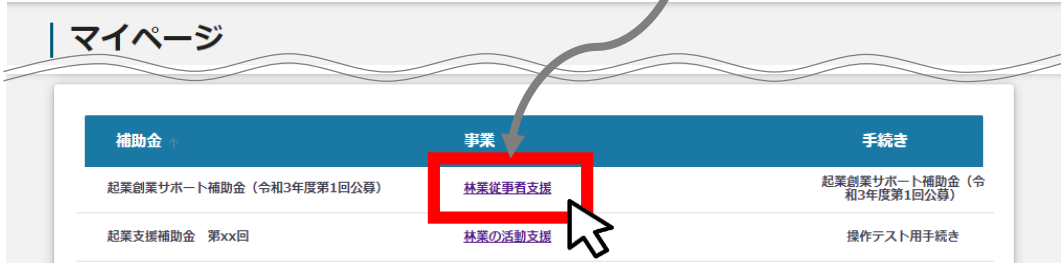 マイページ
補助金 ↑ 事業 手続き
起業創業サポート補助金（令和3年度第1回公募） 林業従事者支援 起業創業サポート補助金（令
和3年度第1回公募）
起業支援補助金　第xx回 林業の活動支援 操作テスト用手続き